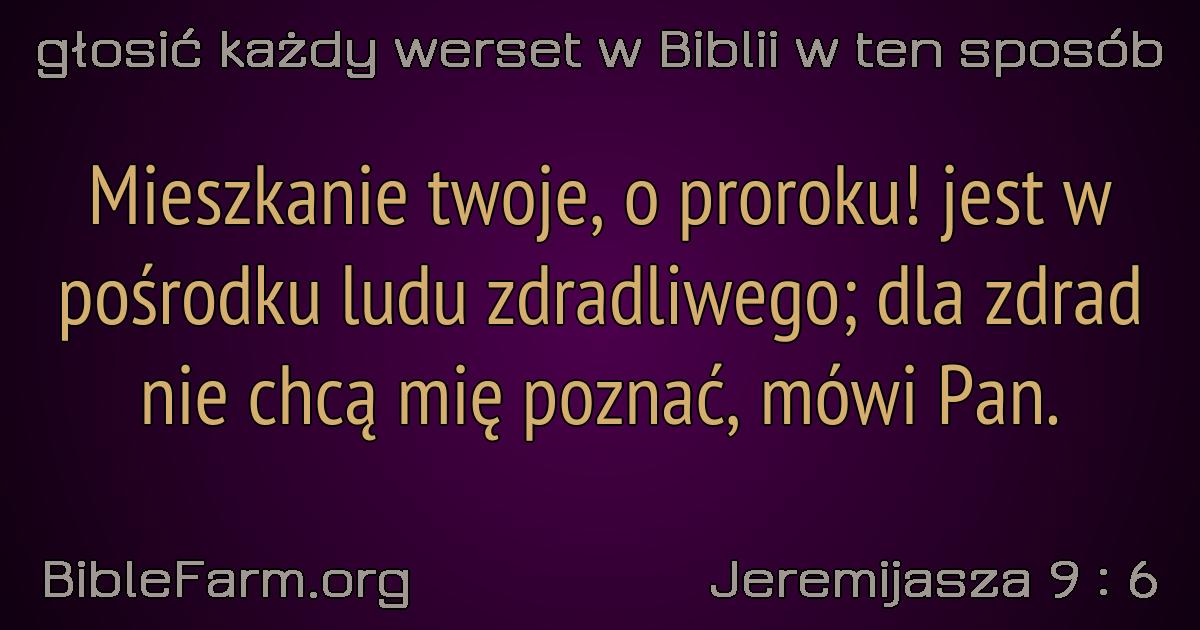 głosić każdy werset w Biblii w ten sposób
Mieszkanie twoje, o proroku! jest w
pośrodku ludu zdradliwego; dla zdrad
nie chcą mię poznać, mówi Pan.
BibleFarm.org
Jeremijasza 9 : 6